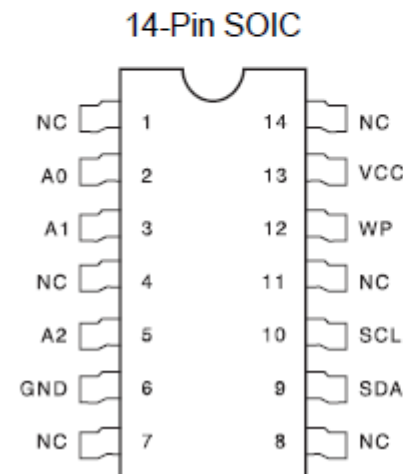 14-Pin SOIC
NC 1 14 NC
A0 2 13 VCC
A1 3 12 WP
NC 4 11 NC
A2 5 10 SCL
GND 6 9 SDA
NC 7 8 NC